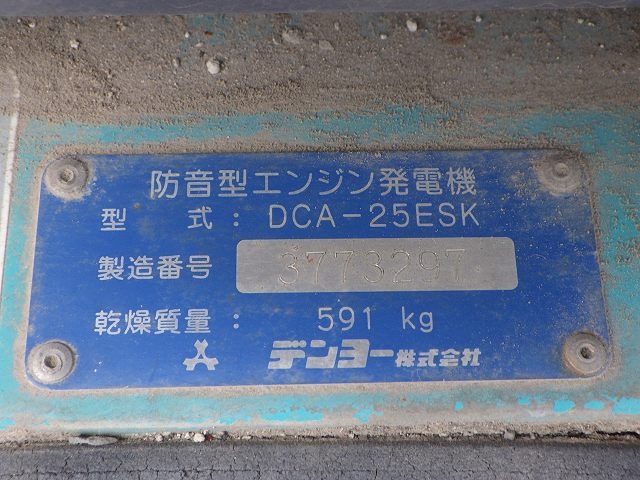 防音型エンジン発電機
型 式 : DCA-25ESK
製造番号 3773297
乾燥質量 : 591 kg
デンヨー株式会社